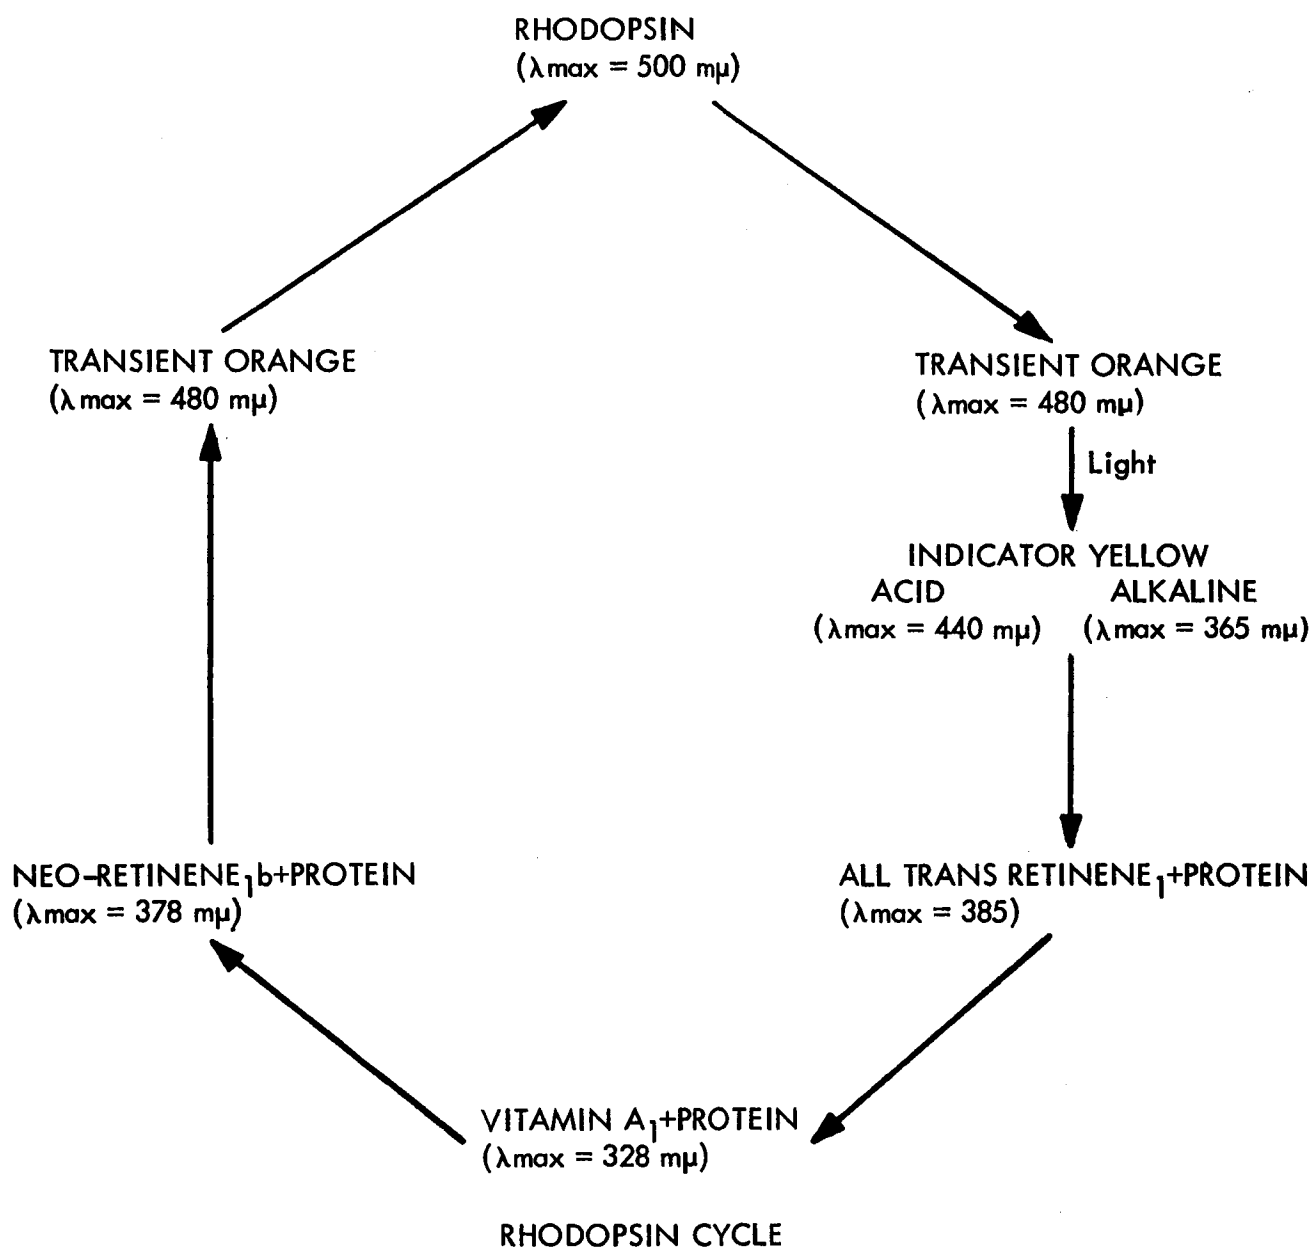 RHODOPSIN
(λmax = 500 mμ)
TRANSIENT ORANGE
(λmax = 480 mμ)
TRANSIENT ORANGE
(λmax = 480 mμ)
Light
INDICATOR YELLOW
ACID ALKALINE
(λmax = 440 mμ) (λmax = 365 mμ)
NEO-RETINENE₁b+PROTEIN
(λmax = 378 mμ)
ALL TRANS RETINENE₁+PROTEIN
(λmax = 385)
VITAMIN A₁+PROTEIN
(λmax = 328 mμ)
RHODOPSIN CYCLE